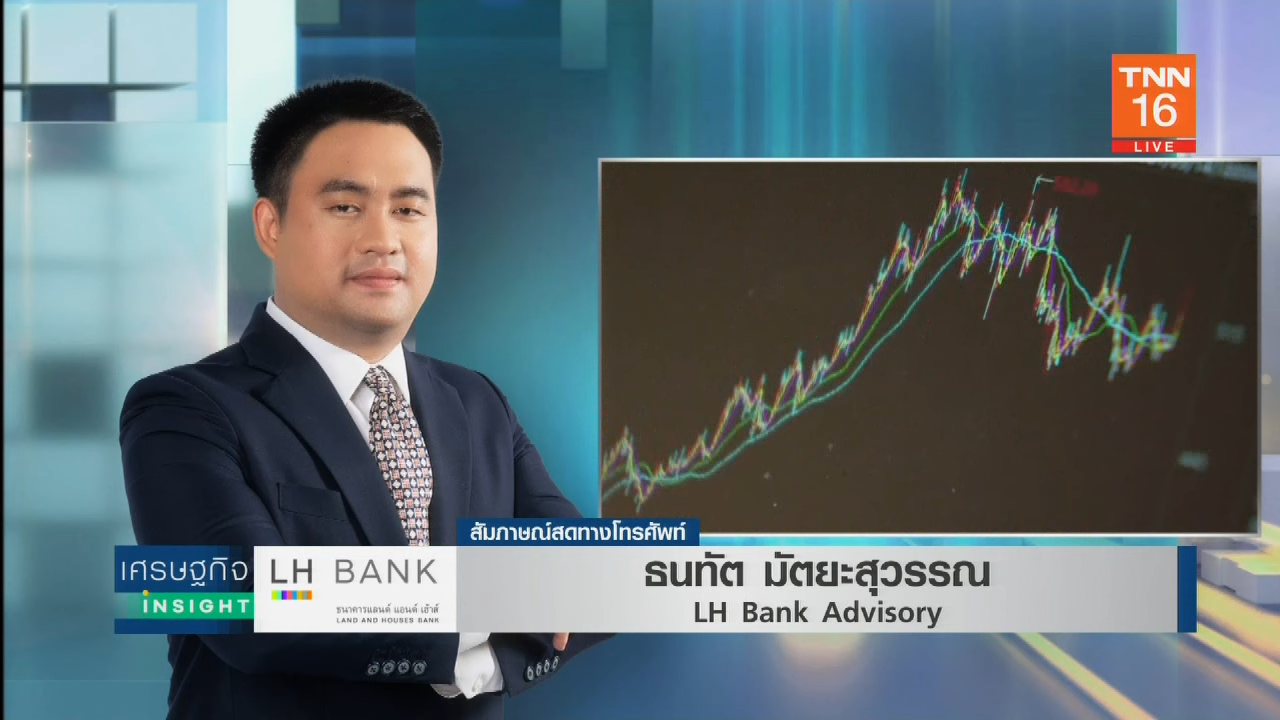 TNN
16
LIVE
สัมภาษณ์สดทางโทรศัพท์
เศรษฐกิจ
INSIGHT
LH BANK
ธนาคารแลนด์ แอนด์ เฮ้าส์
LAND AND HOUSES BANK
ธนทัต มัตยะสุวรรณ
LH Bank Advisory